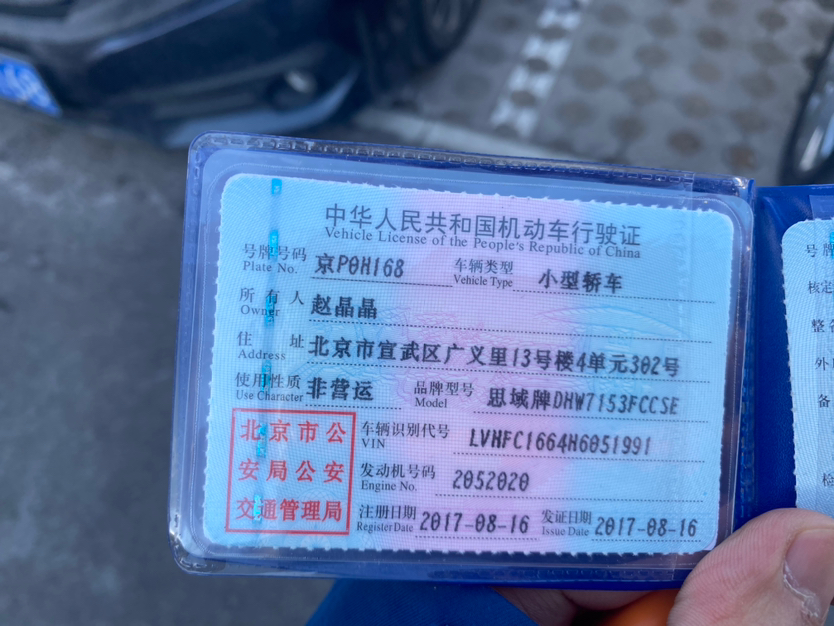 中华人民共和国机动车行驶证
Vehicle License of the People's Republic of China
号牌号码 京P0H168 车辆类型 小型轿车
Plate No. Vehicle Type
所有人 赵晶晶
Owner
住址 北京市宣武区广义里13号楼4单元302号
Address
使用性质 非营运 品牌型号 思域牌DHW7153FCCSE
Use Character Model
北京市公
安局公安
交通管理局
车辆识别代号 LVHFC1664H6051991
VIN
发动机号码 2052020
Engine No.
注册日期 2017-08-16 发证日期 2017-08-16
Register Date Issue Date
号
核定
整
外
备
检